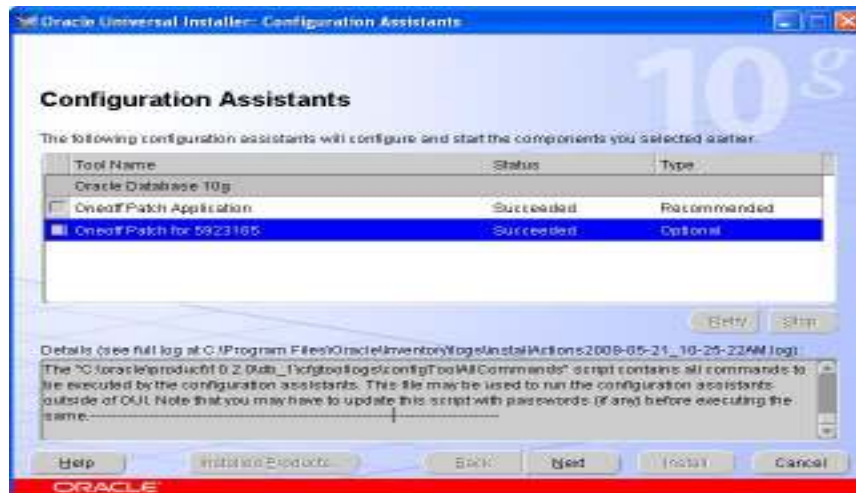 Oracle Universal Installer: Configuration Assistants
10g
Configuration Assistants
The following configuration assistants will configure and start the components you selected earlier.
Tool Name Status Type
Oracle Database 10g
Oneoff Patch Application Succeeded Recommended
Oneoff Patch for 5923165 Succeeded Optional
Retry Stop
Details (see full log at C:\Program Files\Oracle\Inventory\logs\installActions2009-05-21_10-25-22AM.log):
The "C:\oracle\product\10.2.0\db_1\cfgtoollogs\configToolAllCommands" script contains all commands to
be executed by the configuration assistants. This file may be used to run the configuration assistants
outside of OUI. Note that you may have to update this script with passwords (if any) before executing the
same.
Help Installed Products... Back Next Install Cancel
ORACLE